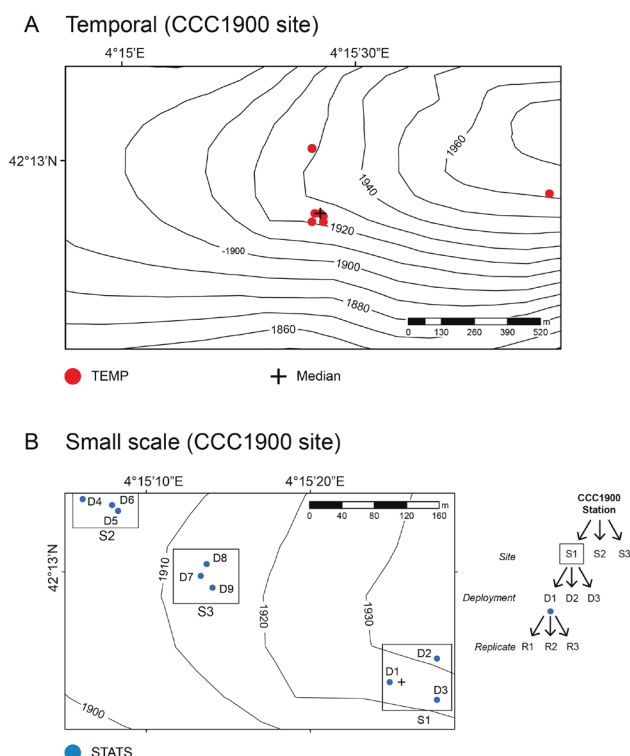 A Temporal (CCC1900 site)
4°15'E 4°15'30"E
42°13'N
1960
1940
1920
-1900
1900
1880
1860
0 130 260 390 520 m
TEMP Median
B Small scale (CCC1900 site)
4°15'10"E 4°15'20"E
42°13'N
D4 D6
D5
S2
0 40 80 120 160 m
1910
D8
D7
D9
S3
1920
1930
D2
D1
D3
S1
1900
STATS
CCC1900
Station
Site S1 S2 S3
Deployment D1 D2 D3
Replicate R1 R2 R3